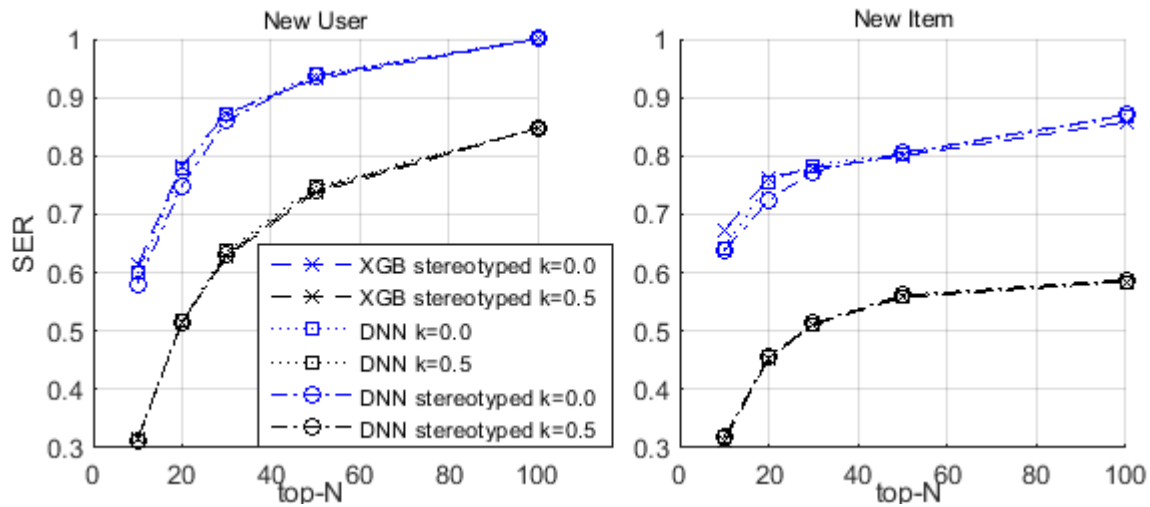 New User
New Item
SER
1
0.9
0.8
0.7
0.6
0.5
0.4
0.3
0 20 40 60 80 100
top-N
XGB stereotyped k=0.0
XGB stereotyped k=0.5
DNN k=0.0
DNN k=0.5
DNN stereotyped k=0.0
DNN stereotyped k=0.5
1
0.9
0.8
0.7
0.6
0.5
0.4
0.3
0 20 40 60 80 100
top-N